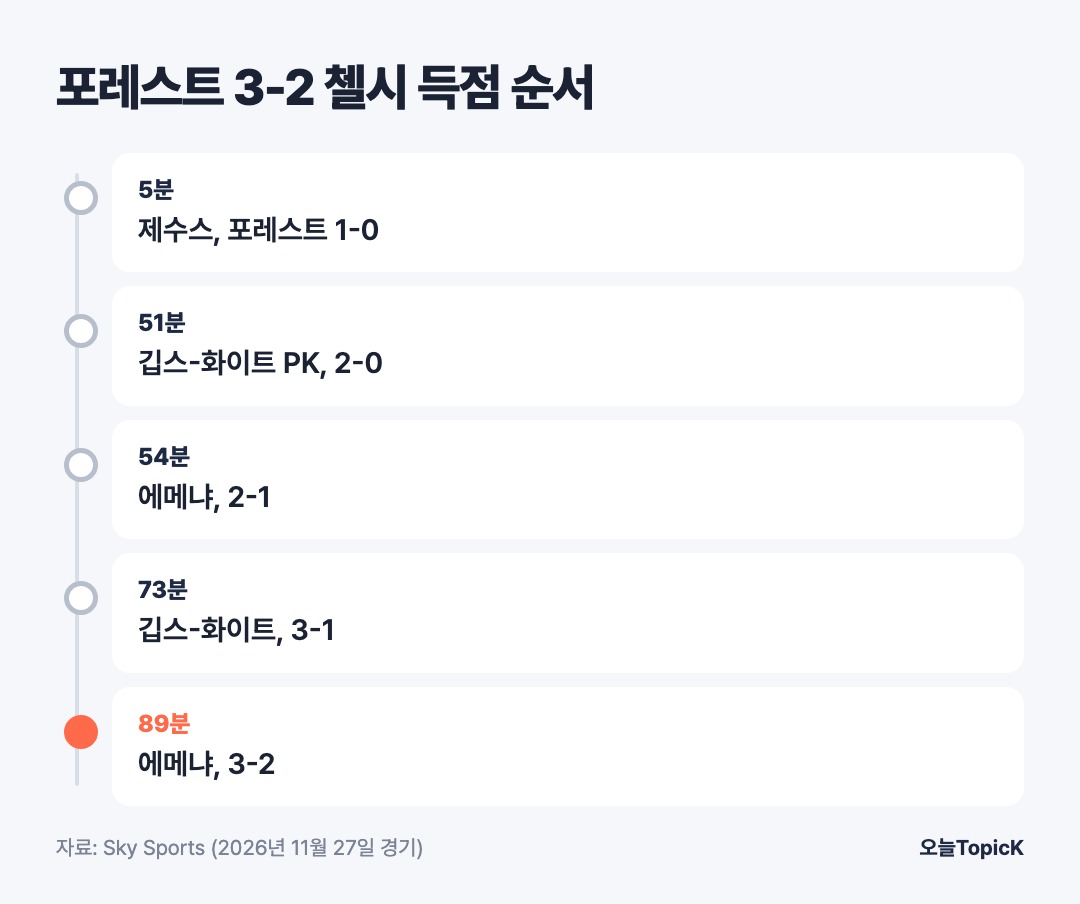 포레스트 3-2 첼시 득점 순서
5분
제수스, 포레스트 1-0
51분
깁스-화이트 PK, 2-0
54분
에메냐, 2-1
73분
깁스-화이트, 3-1
89분
에메냐, 3-2
자료: Sky Sports (2026년 11월 27일 경기)
오늘TopicK